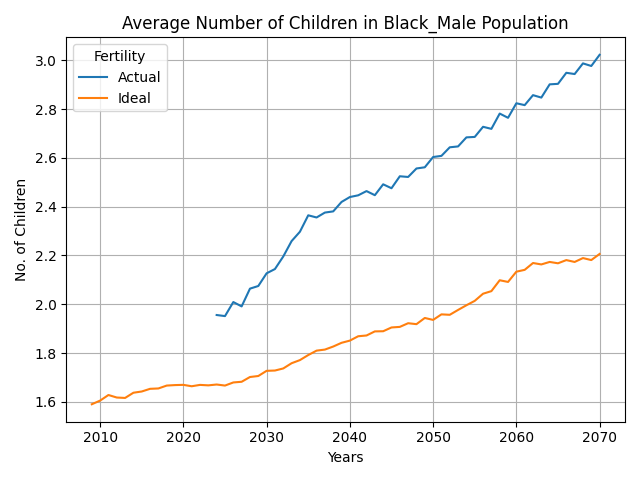 Average Number of Children in Black_Male Population
Fertility
Actual
Ideal
No. of Children
3.0
2.8
2.6
2.4
2.2
2.0
1.8
1.6
2010 2020 2030 2040 2050 2060 2070
Years